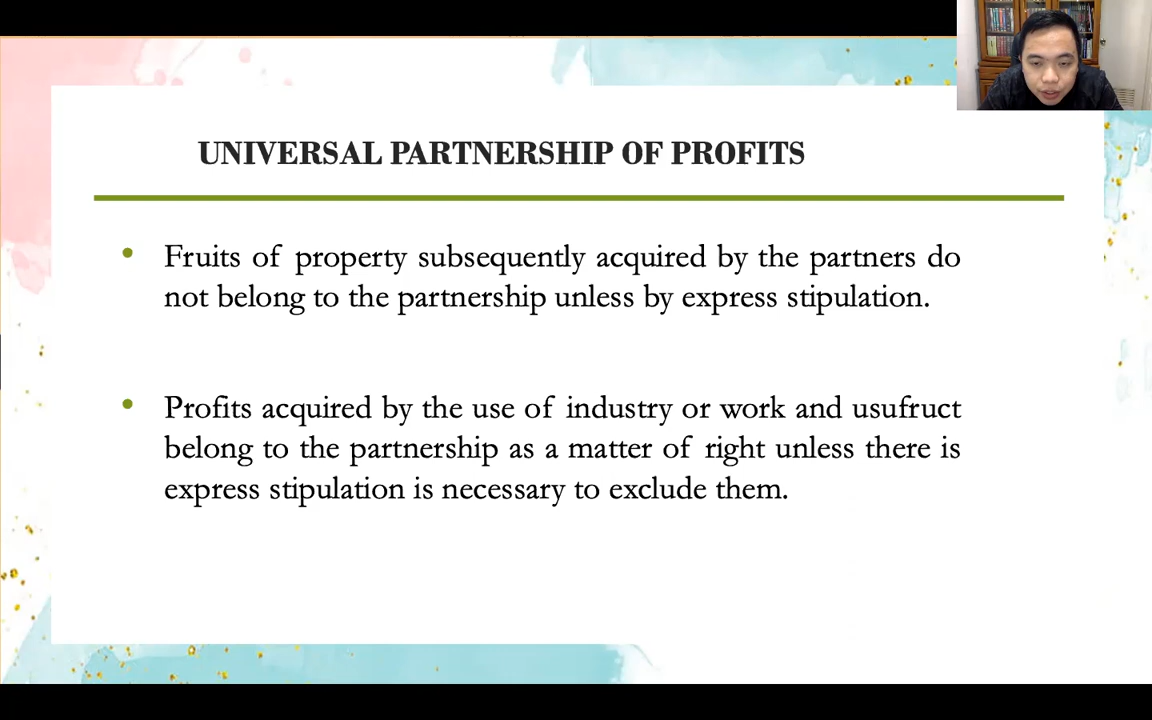 UNIVERSAL PARTNERSHIP OF PROFITS
• Fruits of property subsequently acquired by the partners do
not belong to the partnership unless by express stipulation.
• Profits acquired by the use of industry or work and usufruct
belong to the partnership as a matter of right unless there is
express stipulation is necessary to exclude them.